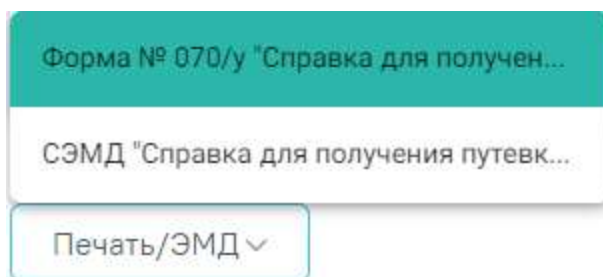 Форма № 070/у "Справка для получен...
СЭМД "Справка для получения путевк...
Печать/ЭМД